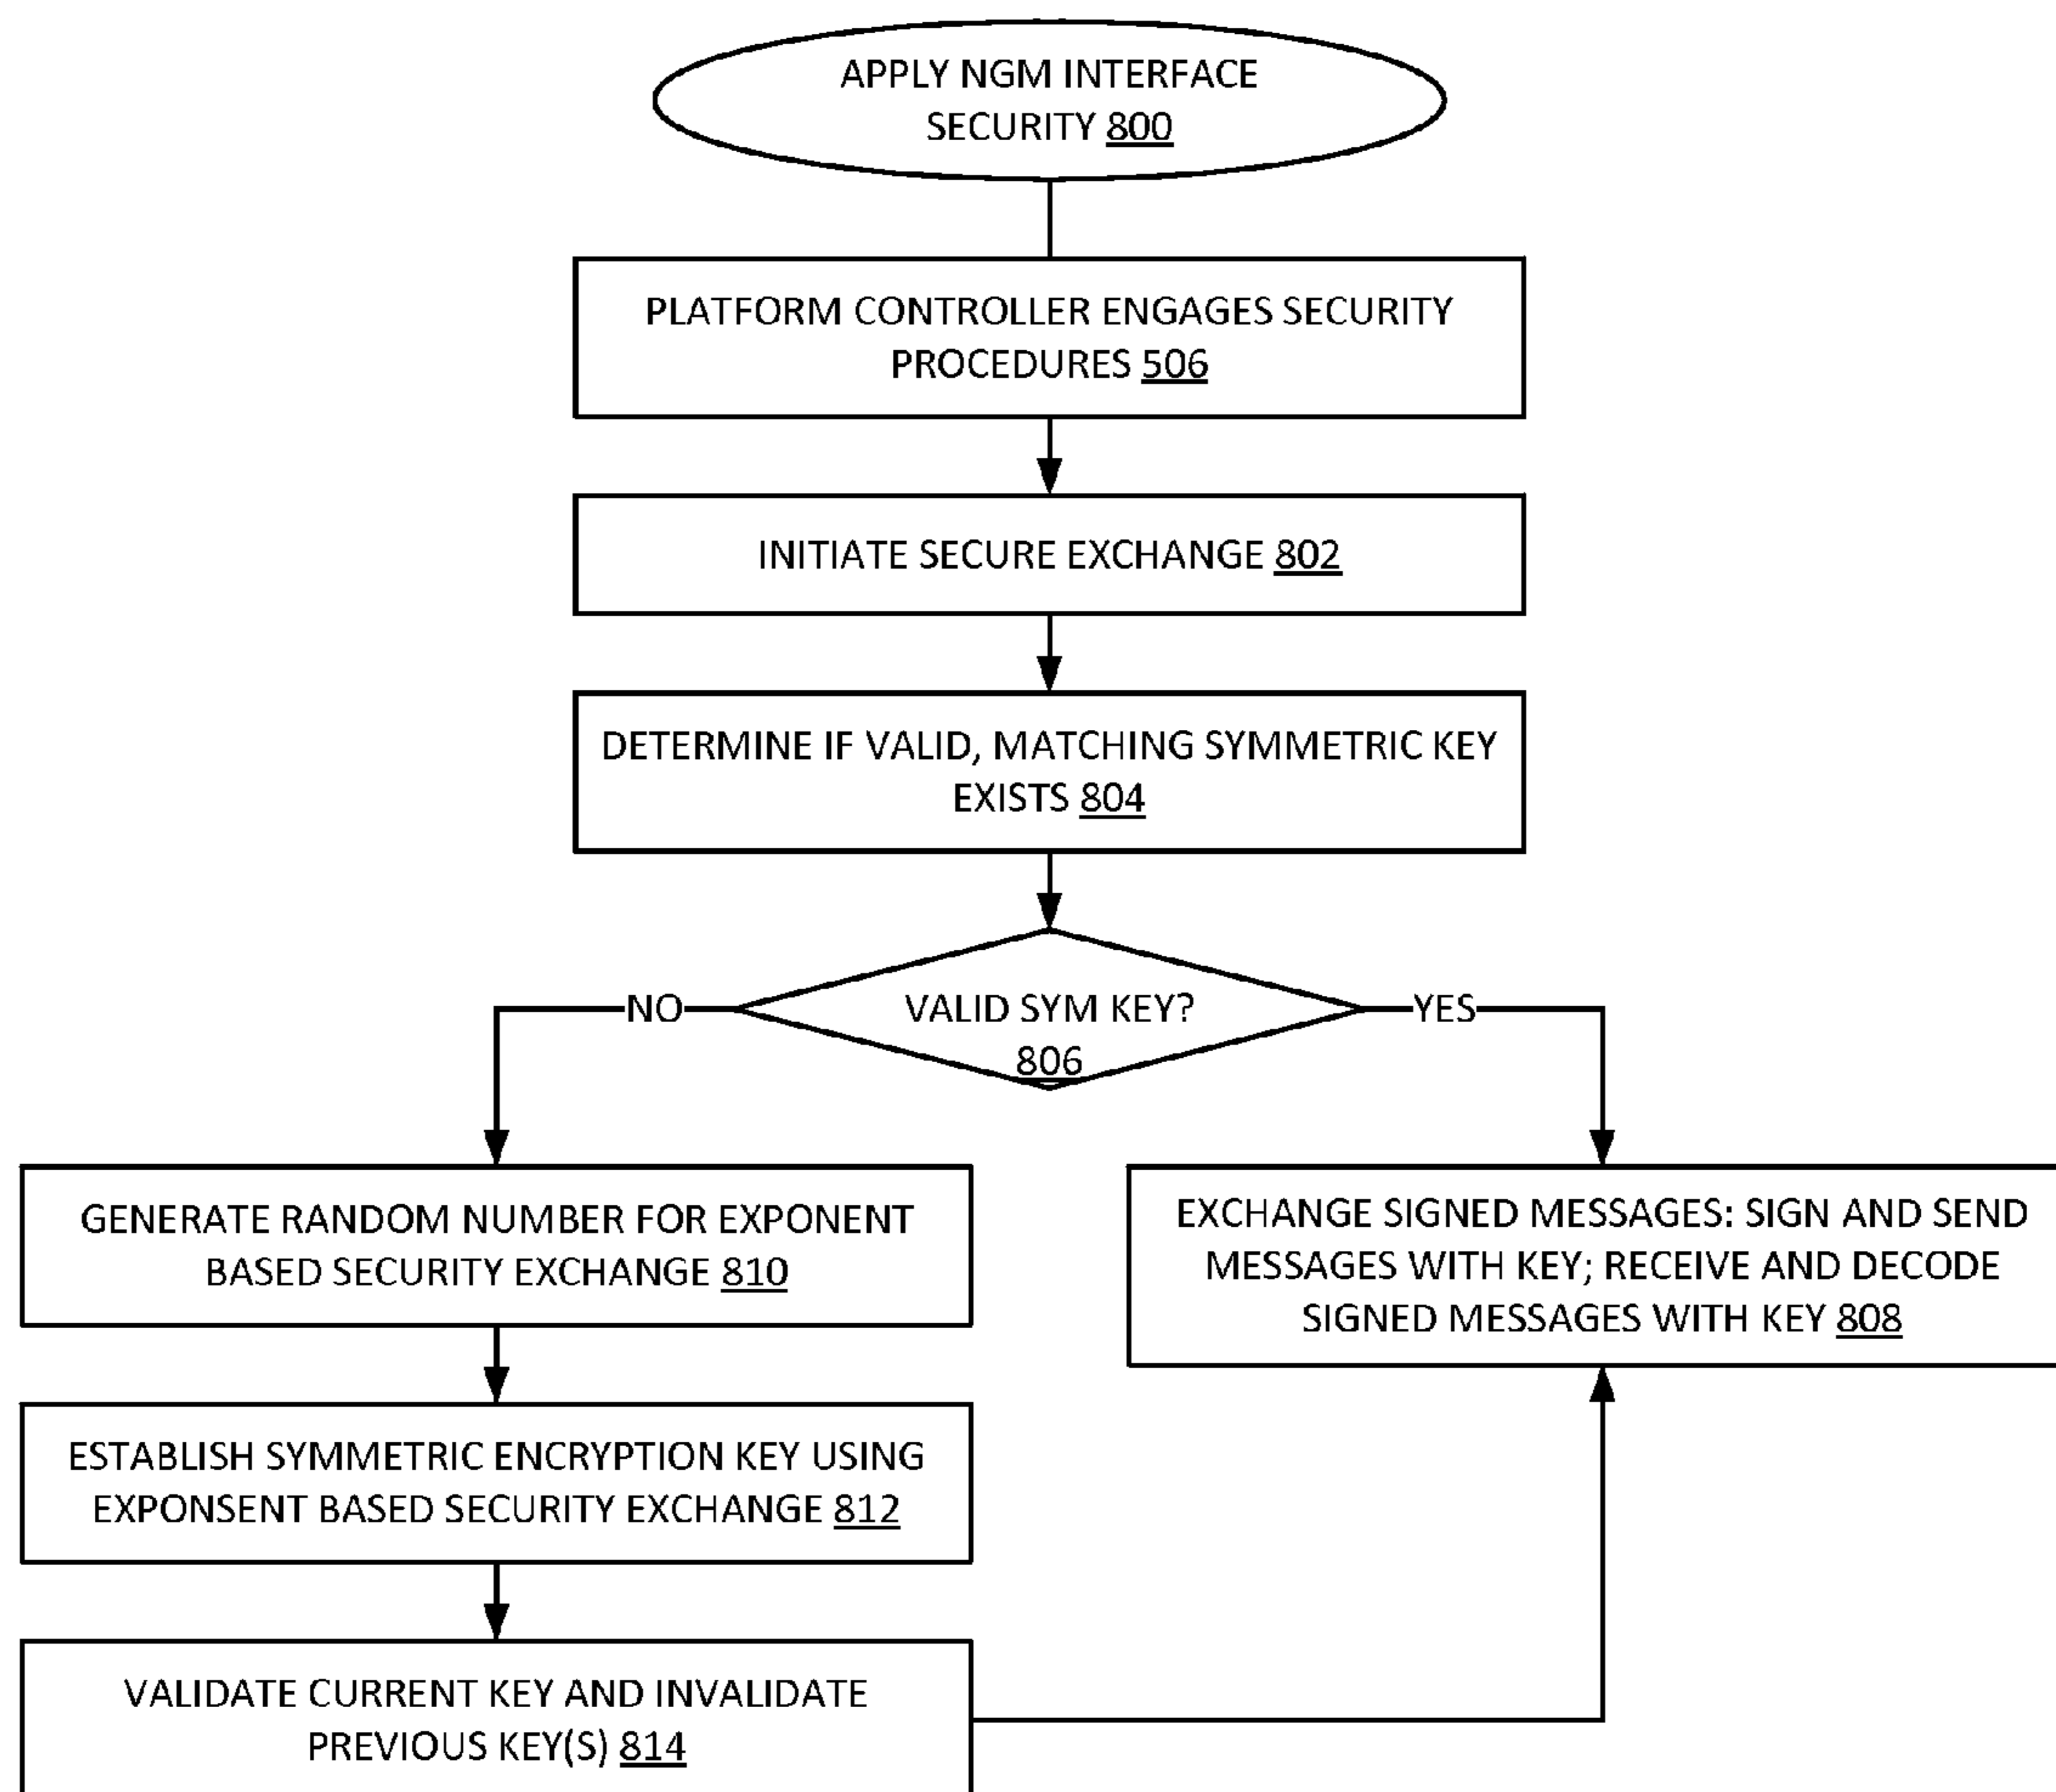 APPLY NGM INTERFACE
SECURITY 800
PLATFORM CONTROLLER ENGAGES SECURITY
PROCEDURES 506
INITIATE SECURE EXCHANGE 802
DETERMINE IF VALID, MATCHING SYMMETRIC KEY
EXISTS 804
VALID SYM KEY?
806
NO
YES
GENERATE RANDOM NUMBER FOR EXPONENT
BASED SECURITY EXCHANGE 810
EXCHANGE SIGNED MESSAGES: SIGN AND SEND
MESSAGES WITH KEY; RECEIVE AND DECODE
SIGNED MESSAGES WITH KEY 808
ESTABLISH SYMMETRIC ENCRYPTION KEY USING
EXPONSENT BASED SECURITY EXCHANGE 812
VALIDATE CURRENT KEY AND INVALIDATE
PREVIOUS KEY(S) 814